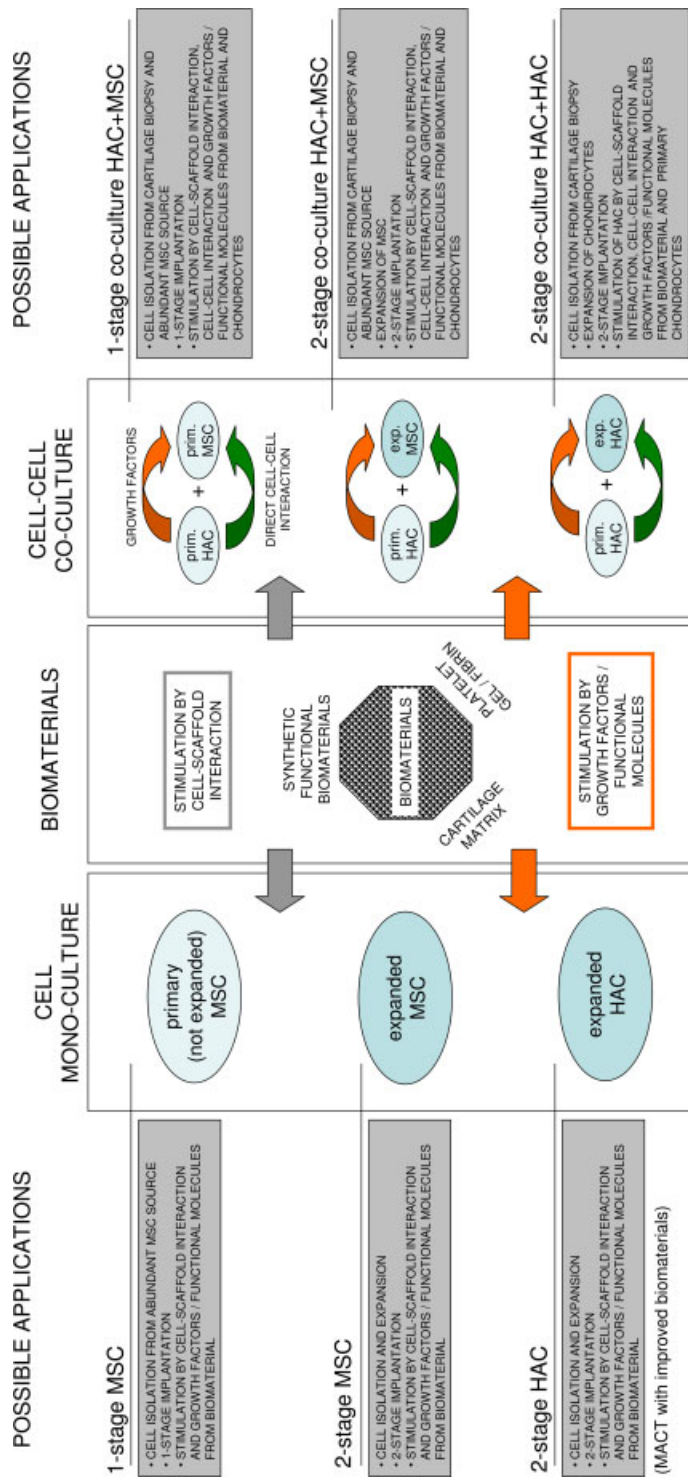 POSSIBLE APPLICATIONS
1-stage MSC
• CELL ISOLATION FROM ABUNDANT MSC SOURCE
• 1-STAGE IMPLANTATION
• STIMULATION BY CELL-SCAFFOLD INTERACTION
AND GROWTH FACTORS / FUNCTIONAL MOLECULES
FROM BIOMATERIAL
2-stage MSC
• CELL ISOLATION AND EXPANSION
• 2-STAGE IMPLANTATION
• STIMULATION BY CELL-SCAFFOLD INTERACTION
AND GROWTH FACTORS / FUNCTIONAL MOLECULES
FROM BIOMATERIAL
2-stage HAC
• CELL ISOLATION AND EXPANSION
• 2-STAGE IMPLANTATION
• STIMULATION BY CELL-SCAFFOLD INTERACTION
AND GROWTH FACTORS / FUNCTIONAL MOLECULES
FROM BIOMATERIAL
(MACT with improved biomaterials)
CELL
MONO-CULTURE
primary
(not expanded)
MSC
expanded
MSC
expanded
HAC
BIOMATERIALS
STIMULATION BY
CELL-SCAFFOLD
INTERACTION
SYNTHETIC
FUNCTIONAL
BIOMATERIALS
BIOMATERIALS
CARTILAGE
MATRIX
PLATELET
GEL / FIBRIN
STIMULATION BY
GROWTH FACTORS /
FUNCTIONAL
MOLECULES
CELL-CELL
CO-CULTURE
GROWTH FACTORS
prim.
HAC
+
prim.
MSC
DIRECT CELL-CELL
INTERACTION
prim.
HAC
+
exp.
MSC
prim.
HAC
+
exp.
HAC
POSSIBLE APPLICATIONS
1-stage co-culture HAC+MSC
• CELL ISOLATION FROM CARTILAGE BIOPSY AND
ABUNDANT MSC SOURCE
• 1-STAGE IMPLANTATION
• STIMULATION BY CELL-SCAFFOLD INTERACTION,
CELL-CELL INTERACTION AND GROWTH FACTORS /
FUNCTIONAL MOLECULES FROM BIOMATERIAL AND
CHONDROCYTES
2-stage co-culture HAC+MSC
• CELL ISOLATION FROM CARTILAGE BIOPSY AND
ABUNDANT MSC SOURCE
• EXPANSION OF MSC
• 2-STAGE IMPLANTATION
• STIMULATION BY CELL-SCAFFOLD INTERACTION,
CELL-CELL INTERACTION AND GROWTH FACTORS /
FUNCTIONAL MOLECULES FROM BIOMATERIAL AND
CHONDROCYTES
2-stage co-culture HAC+HAC
• CELL ISOLATION FROM CARTILAGE BIOPSY
• EXPANSION OF CHONDROCYTES
• 2-STAGE IMPLANTATION
• STIMULATION OF HAC BY CELL-SCAFFOLD
INTERACTION, CELL-CELL INTERACTION AND
GROWTH FACTORS /FUNCTIONAL MOLECULES
FROM BIOMATERIAL AND PRIMARY
CHONDROCYTES